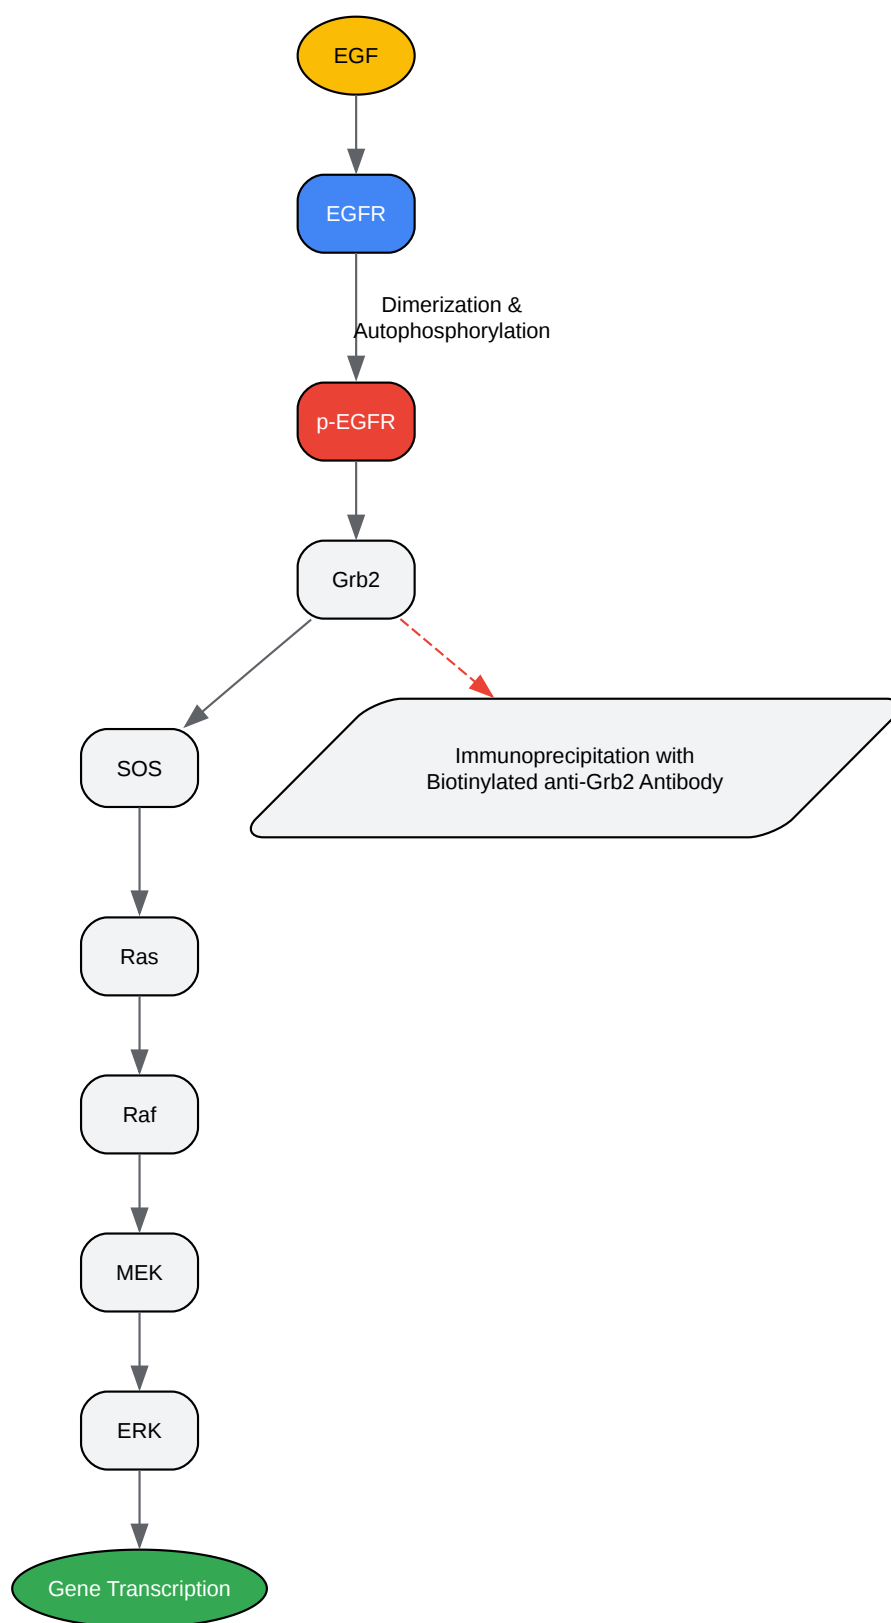 EGF
EGFR
Dimerization &
Autophosphorylation
p-EGFR
Grb2
SOS
Immunoprecipitation with
Biotinylated anti-Grb2 Antibody
Ras
Raf
MEK
ERK
Gene Transcription